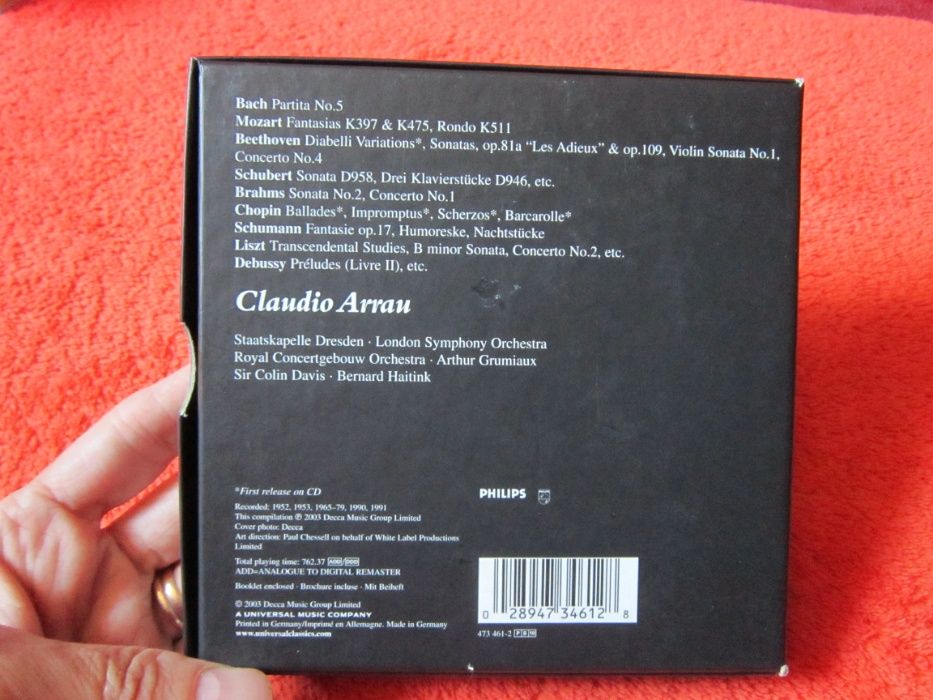 Bach Partita No.5
Mozart Fantasias K397 & K475, Rondo K511
Beethoven Diabelli Variations*, Sonatas, op.81a “Les Adieux” & op.109, Violin Sonata No.1,
Concerto No.4
Schubert Sonata D958, Drei Klavierstücke D946, etc.
Brahms Sonata No.2, Concerto No.1
Chopin Ballades*, Impromptus*, Scherzos*, Barcarolle*
Schumann Fantasie op.17, Humoreske, Nachtstücke
Liszt Transcendental Studies, B minor Sonata, Concerto No.2, etc.
Debussy Préludes (Livre II), etc.
Claudio Arrau
Staatskapelle Dresden · London Symphony Orchestra
Royal Concertgebouw Orchestra · Arthur Grumiaux
Sir Colin Davis · Bernard Haitink
*First release on CD
Recorded: 1952, 1953, 1965–79, 1990, 1991
This compilation ℗ 2003 Decca Music Group Limited
Cover photo: Decca
Art direction: Paul Chessell on behalf of White Label Productions
Limited
Total playing time: 762.37 ADD/DDD
ADD=ANALOGUE TO DIGITAL REMASTER
Booklet enclosed · Brochure incluse · Mit Beiheft
© 2003 Decca Music Group Limited
A UNIVERSAL MUSIC COMPANY
Printed in Germany/Imprimé en Allemagne. Made in Germany
www.universalclassics.com
PHILIPS
0 28947 34612 8
473 461-2